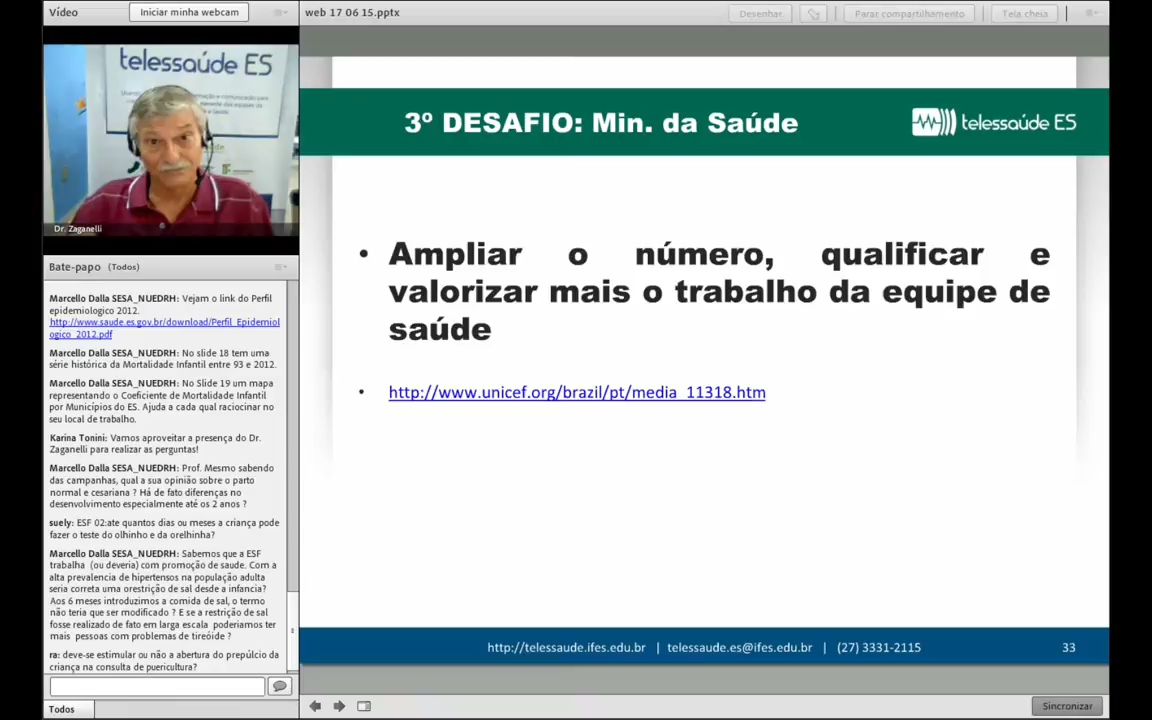 Vídeo
Iniciar minha webcam
web 17 06 15.pptx
Desenhar
Parar compartilhamento
Tela cheia
telessaúde ES
Dr. Zaganelli
Bate-papo (Todos)
Marcello Dalla SESA_NUEDRH: Vejam o link do Perfil
epidemiologico 2012.
http://www.saude.es.gov.br/download/Perfil_Epidemiol
ogico_2012.pdf
Marcello Dalla SESA_NUEDRH: No slide 18 tem uma
série histórica da Mortalidade Infantil entre 93 e 2012.
Marcello Dalla SESA_NUEDRH: No Slide 19 um mapa
representando o Coeficiente de Mortalidade Infantil
por Municípios do ES. Ajuda a cada qual raciocinar no
seu local de trabalho.
Karina Tonini: Vamos aproveitar a presença do Dr.
Zaganelli para realizar as perguntas!
Marcello Dalla SESA_NUEDRH: Prof. Mesmo sabendo
das campanhas, qual a sua opinião sobre o parto
normal e cesariana ? Há de fato diferenças no
desenvolvimento especialmente até os 2 anos ?
suely: ESF 02:ate quantos dias ou meses a criança pode
fazer o teste do olhinho e da orelhinha?
Marcello Dalla SESA_NUEDRH: Sabemos que a ESF
trabalha (ou deveria) com promoção de saude. Com a
alta prevalencia de hipertensos na população adulta
seria correta uma orestrição de sal desde a infancia?
Aos 6 meses introduzimos a comida de sal, o termo
não teria que ser modificado ? E se a restrição de sal
fosse realizado de fato em larga escala poderiamos ter
mais pessoas com problemas de tireóide ?
ra: deve-se estimular ou não a abertura do prepúlcio da
criança na consulta de puericultura?
Todos
3º DESAFIO: Min. da Saúde
telessaúde ES
• Ampliar o número, qualificar e
valorizar mais o trabalho da equipe de
saúde
• http://www.unicef.org/brazil/pt/media_11318.htm
http://telessaude.ifes.edu.br | telessaude.es@ifes.edu.br | (27) 3331-2115
33
Sincronizar